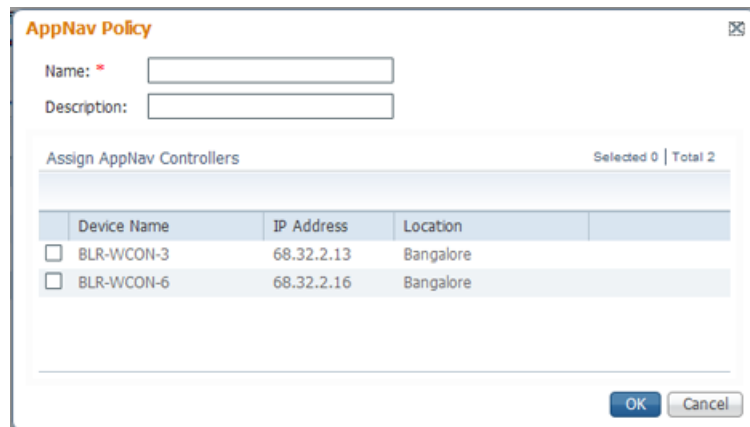 AppNav Policy
Name: *
Description:
Assign AppNav Controllers Selected 0 | Total 2
Device Name IP Address Location
BLR-WCON-3 68.32.2.13 Bangalore
BLR-WCON-6 68.32.2.16 Bangalore
OK Cancel